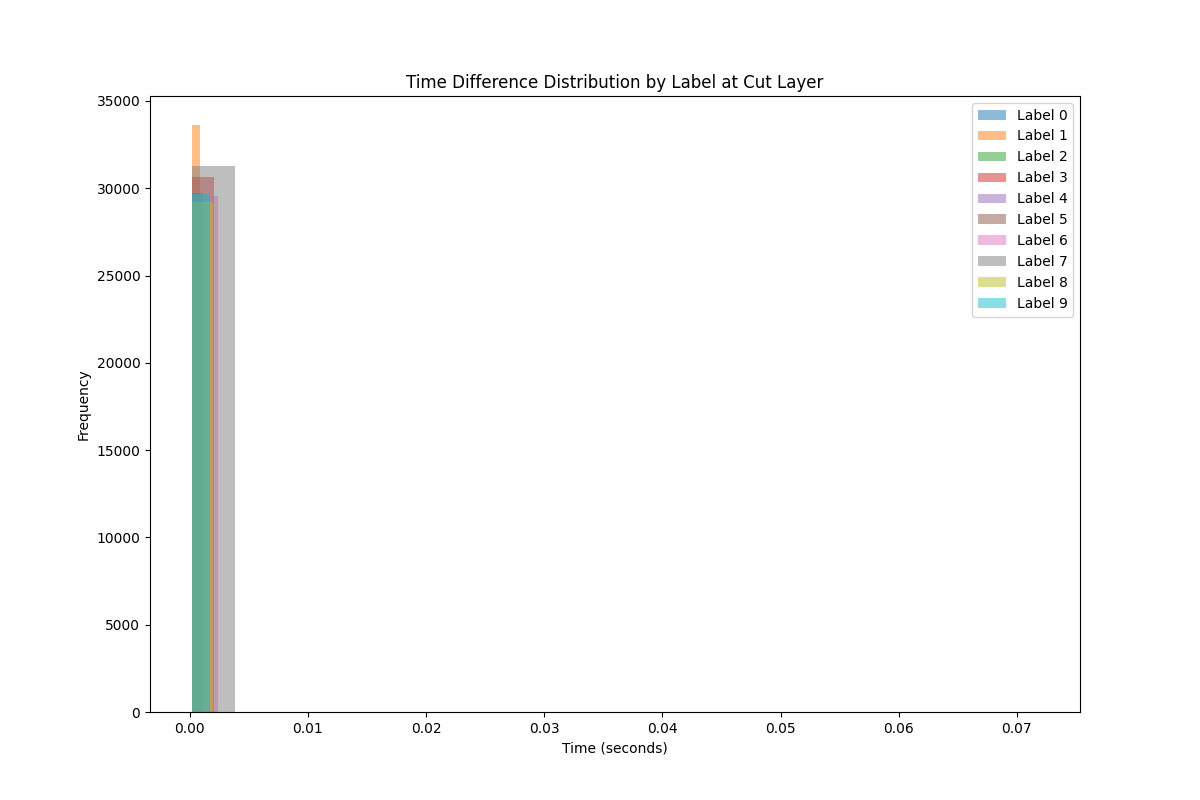 Time Difference Distribution by Label at Cut Layer
35000
30000
25000
20000
15000
10000
5000
0
Frequency
Label 0
Label 1
Label 2
Label 3
Label 4
Label 5
Label 6
Label 7
Label 8
Label 9
0.00 0.01 0.02 0.03 0.04 0.05 0.06 0.07
Time (seconds)